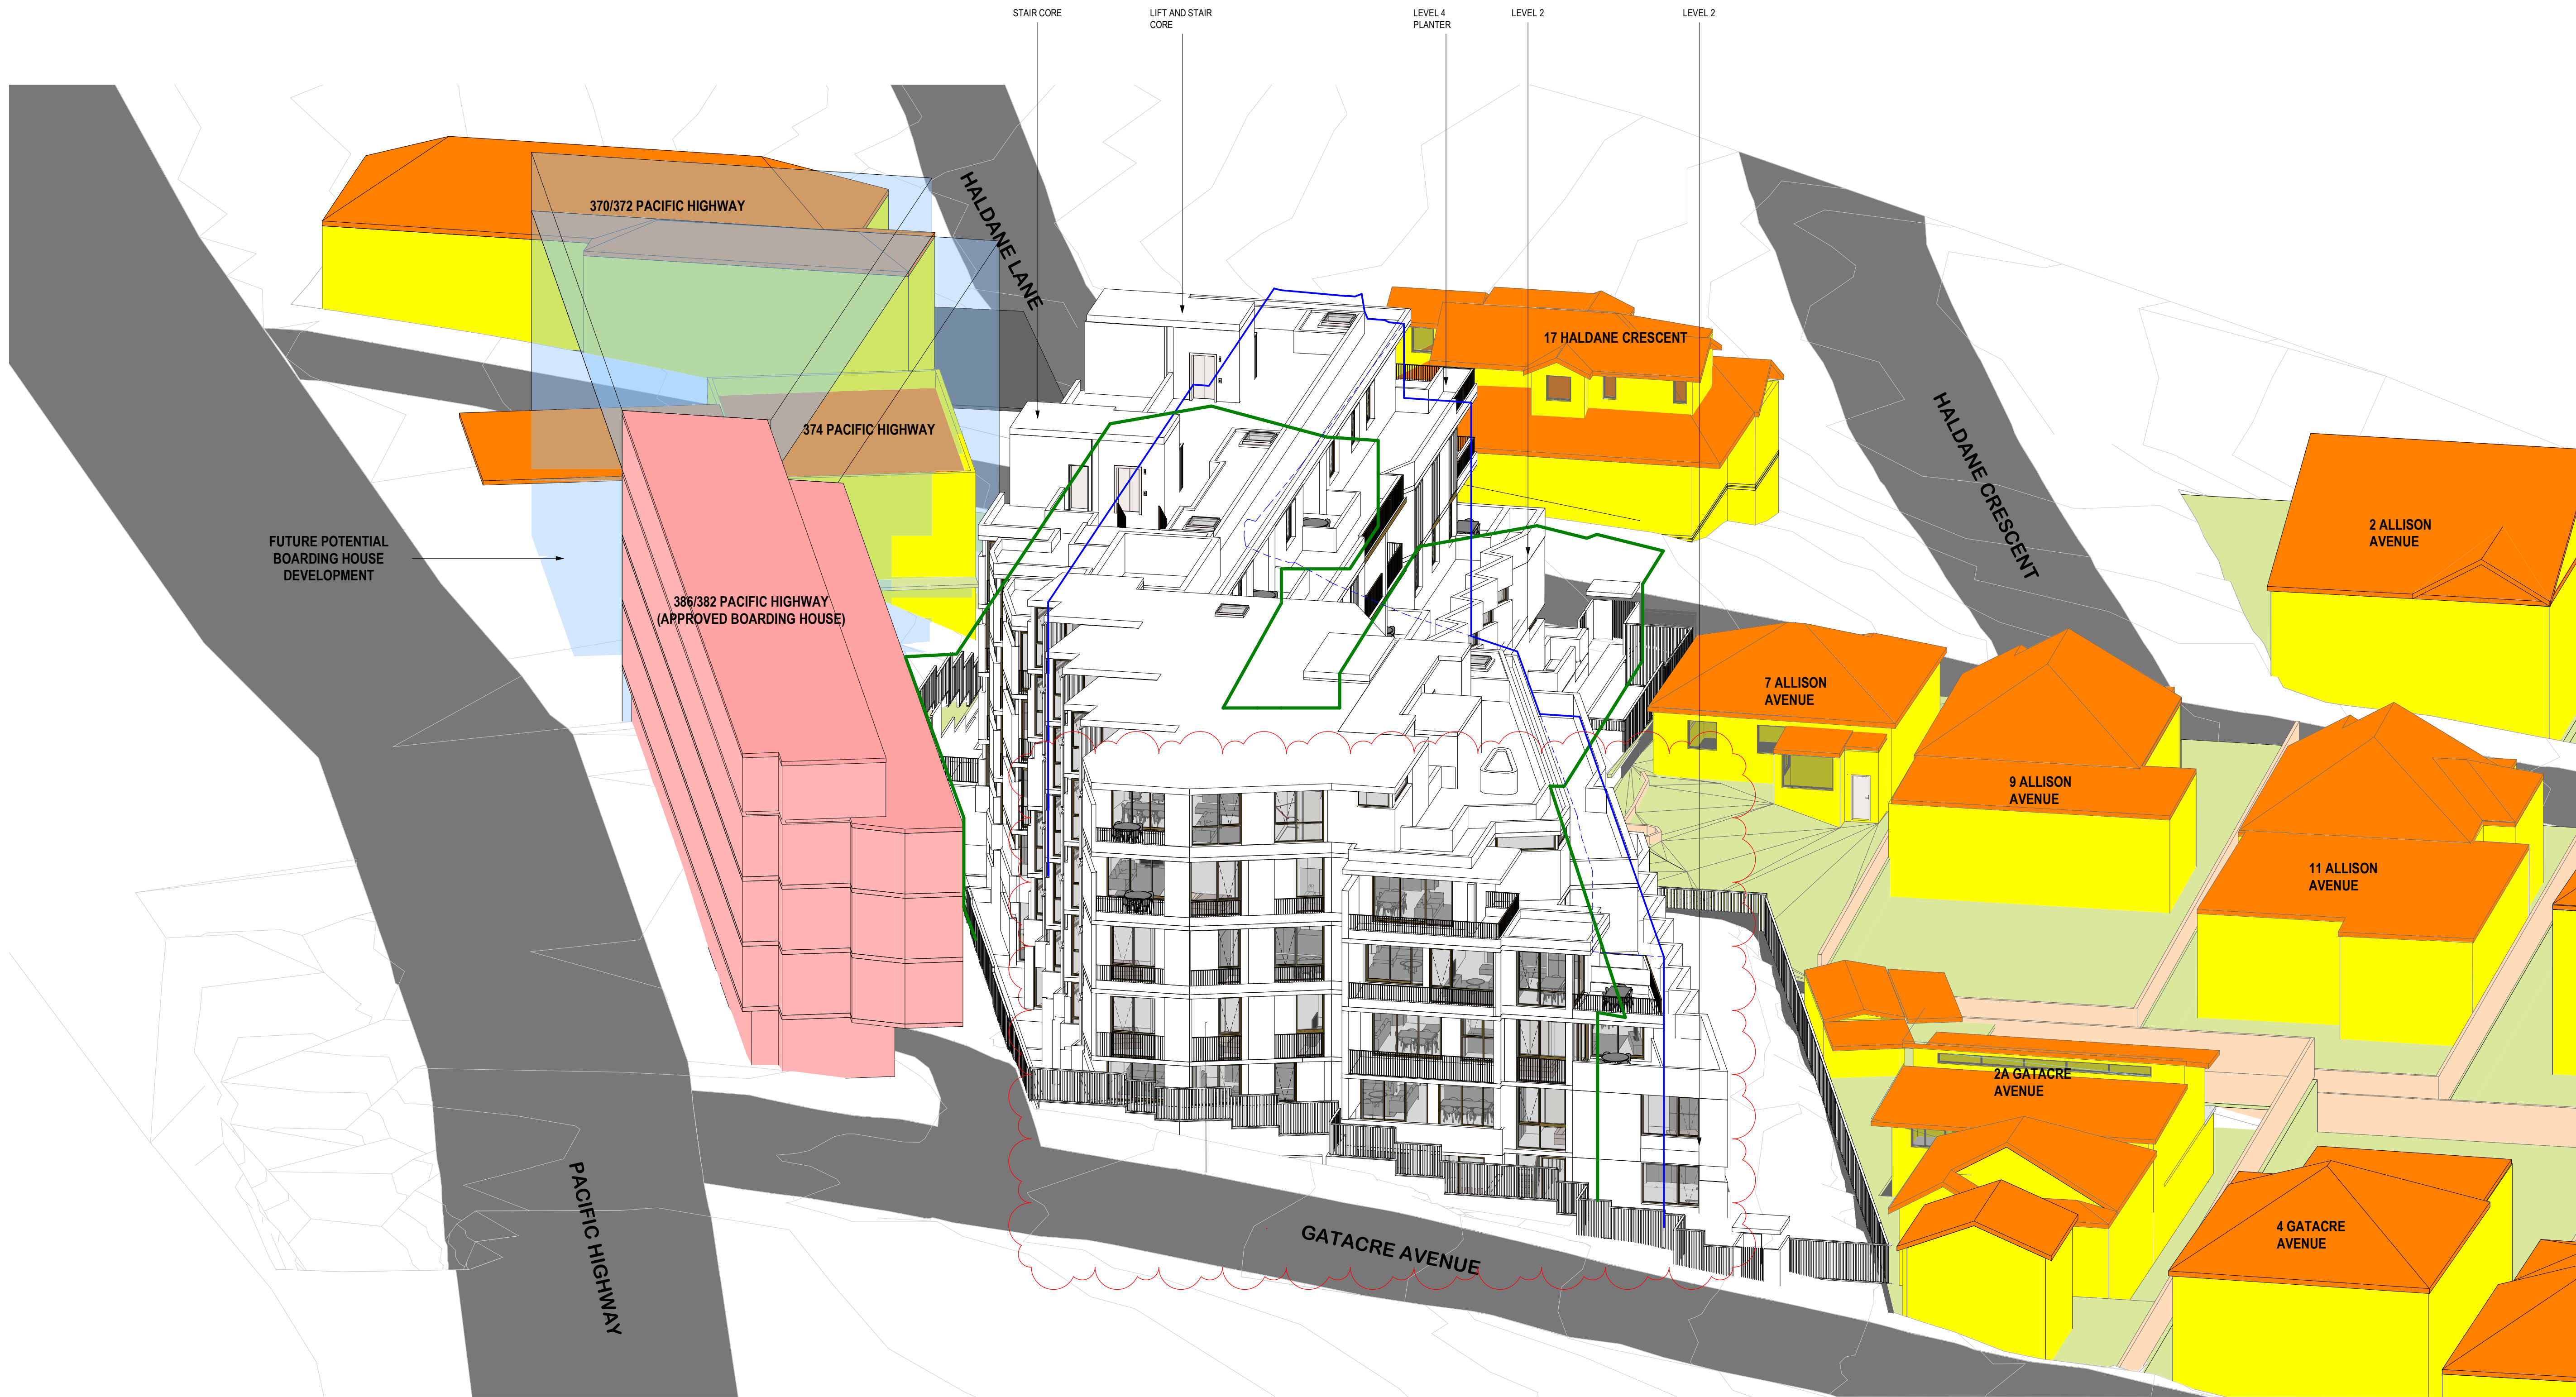 STAIR CORE
LIFT AND STAIR
CORE
LEVEL 4
PLANTER
LEVEL 2
LEVEL 2
370/372 PACIFIC HIGHWAY
HALDANE LANE
17 HALDANE CRESCENT
374 PACIFIC HIGHWAY
HALDANE CRESCENT
2 ALLISON
AVENUE
FUTURE POTENTIAL
BOARDING HOUSE
DEVELOPMENT
386/382 PACIFIC HIGHWAY
(APPROVED BOARDING HOUSE)
7 ALLISON
AVENUE
9 ALLISON
AVENUE
11 ALLISON
AVENUE
2A GATACRE
AVENUE
4 GATACRE
AVENUE
PACIFIC HIGHWAY
GATACRE AVENUE